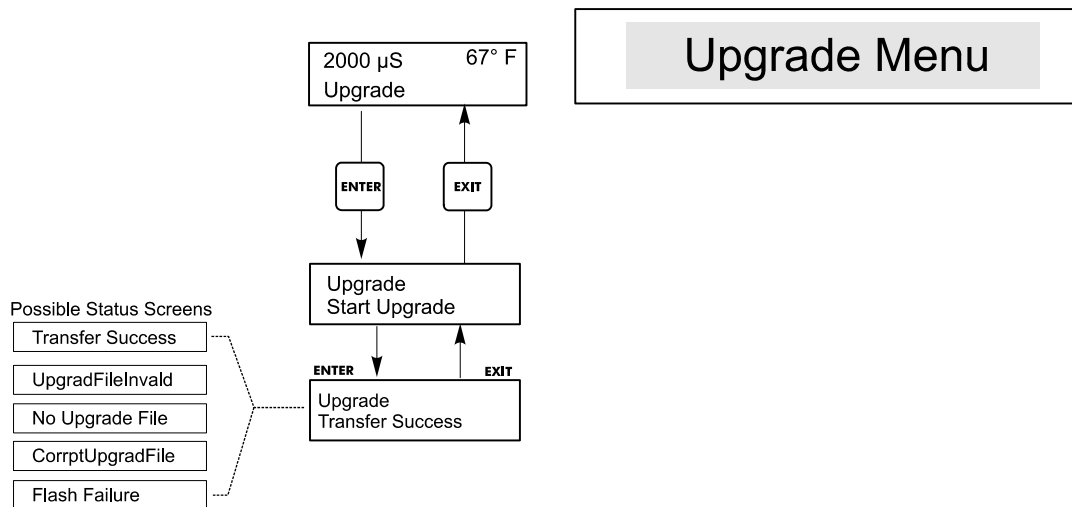 Upgrade Menu
2000 µS 67° F
Upgrade
ENTER EXIT
Upgrade
Start Upgrade
ENTER EXIT
Upgrade
Transfer Success
Possible Status Screens
Transfer Success
UpgradFileInvald
No Upgrade File
CorrptUpgradFile
Flash Failure